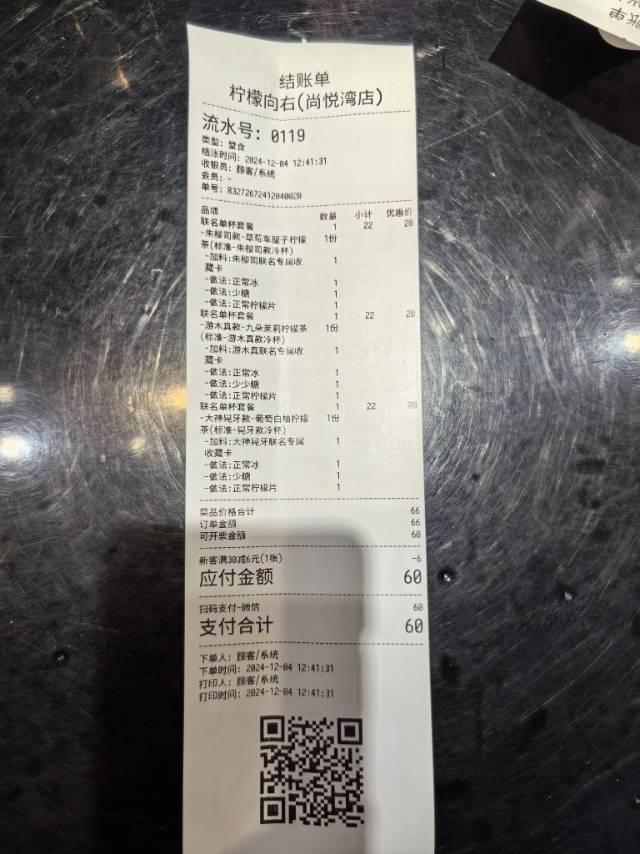 结账单
柠檬向右(尚悦湾店)
流水号: 0119
类型: 堂食
结账时间: 2024-12-04 12:41:31
收银员: 顾客/系统
会员: -
单号: 83272672412040020
品项 数量 小计 优惠价
联名单杯套餐 1 22 20
-朱樱司款-草莓车厘子柠檬 1份
茶(标准-朱樱司款冷杯)
-加料:朱樱司联名专属收 1
藏卡
-做法:正常冰 1
-做法:少糖 1
-做法:正常柠檬片 1
联名单杯套餐 1 22 20
-游木真款-九朵茉莉柠檬茶 1份
(标准-游木真款冷杯)
-加料:游木真联名专属收 1
藏卡
-做法:正常冰 1
-做法:少少糖 1
-做法:正常柠檬片 1
联名单杯套餐 1 22 20
-大神晃牙款-葡萄白柚柠檬 1份
茶(标准-晃牙款冷杯)
-加料:大神晃牙联名专属 1
收藏卡
-做法:正常冰 1
-做法:少糖 1
-做法:正常柠檬片 1
菜品价格合计 66
订单金额 66
可开票金额 60
新客满30减6元(1张) -6
应付金额 60
扫码支付-微信 60
支付合计 60
下单人: 顾客/系统
下单时间: 2024-12-04 12:41:31
打印人: 顾客/系统
打印时间: 2024-12-04 12:41:31